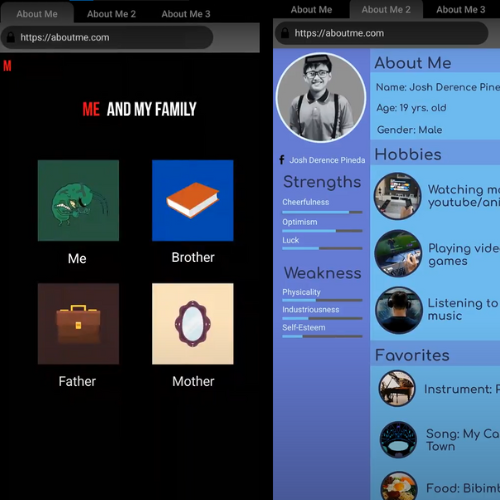 About Me
About Me 2
About Me 3
https://aboutme.com
M
ME AND MY FAMILY
Me
Brother
Father
Mother
About Me
About Me 2
About Me 3
https://aboutme.com
Josh Derence Pineda
Strengths
Cheerfulness
Optimism
Luck
Weakness
Physicality
Industriousness
Self-Esteem
About Me
Name: Josh Derence Pine
Age: 19 yrs. old
Gender: Male
Hobbies
Watching mo
youtube/ani
Playing vide
games
Listening to
music
Favorites
Instrument: P
Song: My Ca
Town
Food: Bibimb